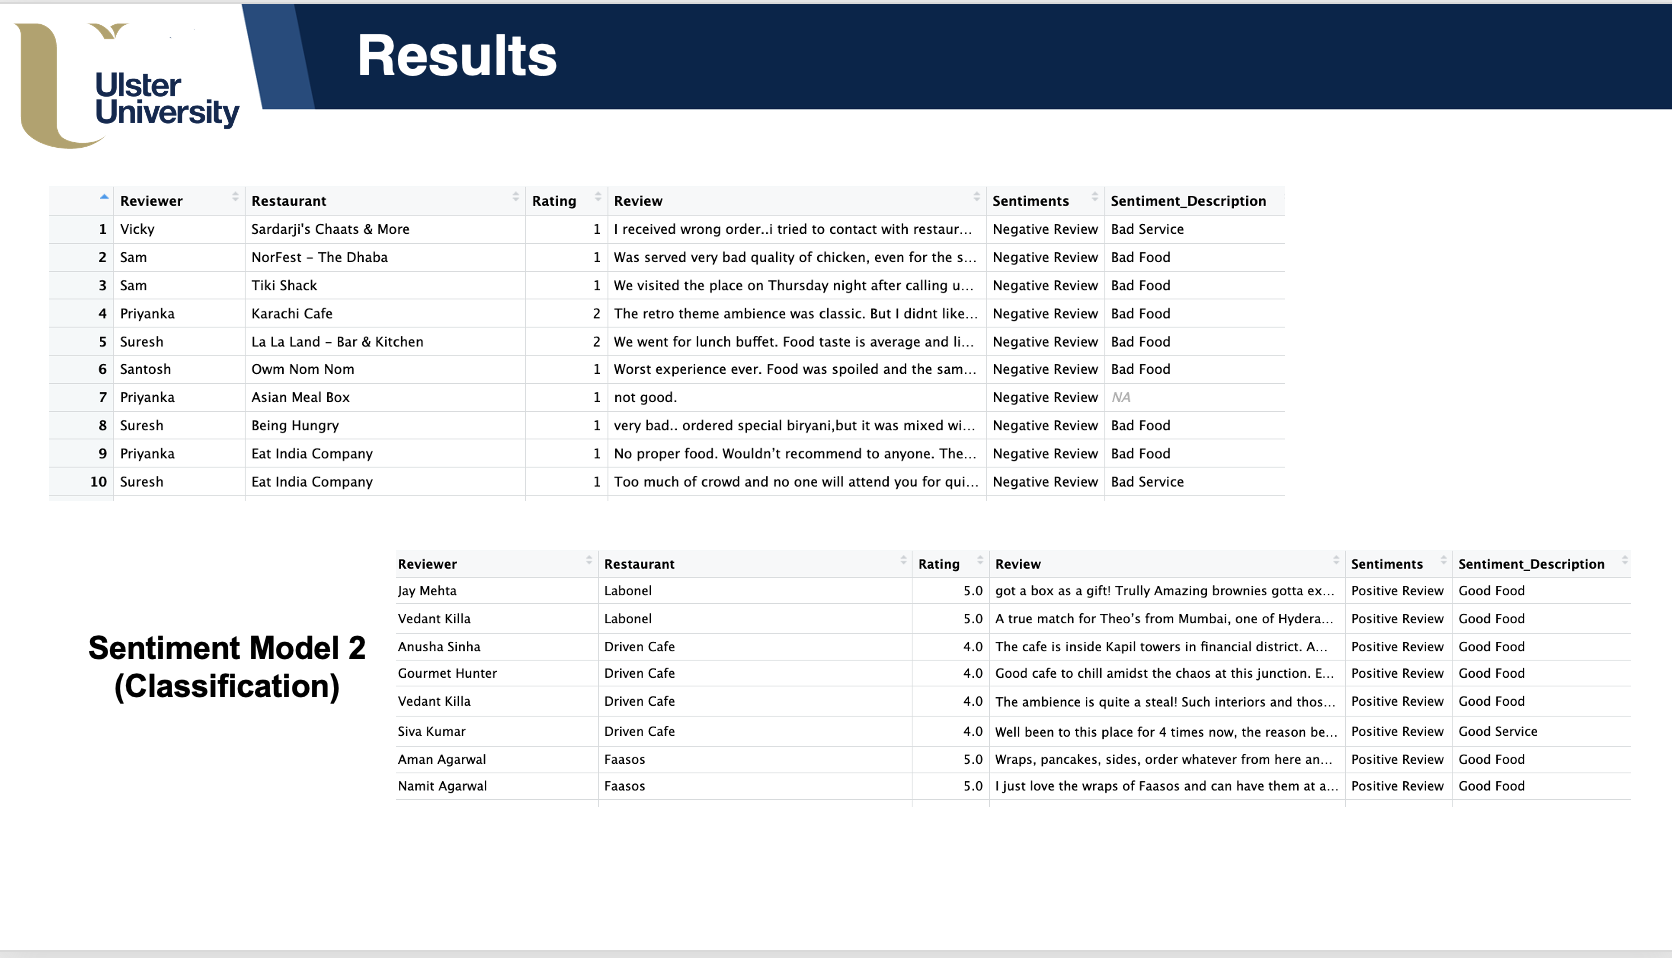 Results
Ulster
University
Reviewer Restaurant Rating Review Sentiments Sentiment_Description
1 Vicky Sardarji's Chaats & More 1 I received wrong order..i tried to contact with restaur... Negative Review Bad Service
2 Sam NorFest – The Dhaba 1 Was served very bad quality of chicken, even for the s... Negative Review Bad Food
3 Sam Tiki Shack 1 We visited the place on Thursday night after calling u... Negative Review Bad Food
4 Priyanka Karachi Cafe 2 The retro theme ambience was classic. But I didnt like... Negative Review Bad Food
5 Suresh La La Land – Bar & Kitchen 2 We went for lunch buffet. Food taste is average and li... Negative Review Bad Food
6 Santosh Owm Nom Nom 1 Worst experience ever. Food was spoiled and the sam... Negative Review Bad Food
7 Priyanka Asian Meal Box 1 not good. Negative Review NA
8 Suresh Being Hungry 1 very bad.. ordered special biryani,but it was mixed wi... Negative Review Bad Food
9 Priyanka Eat India Company 1 No proper food. Wouldn’t recommend to anyone. The... Negative Review Bad Food
10 Suresh Eat India Company 1 Too much of crowd and no one will attend you for qui... Negative Review Bad Service
Sentiment Model 2
(Classification)
Reviewer Restaurant Rating Review Sentiments Sentiment_Description
Jay Mehta Labonel 5.0 got a box as a gift! Trully Amazing brownies gotta ex... Positive Review Good Food
Vedant Killa Labonel 5.0 A true match for Theo’s from Mumbai, one of Hydera... Positive Review Good Food
Anusha Sinha Driven Cafe 4.0 The cafe is inside Kapil towers in financial district. A... Positive Review Good Food
Gourmet Hunter Driven Cafe 4.0 Good cafe to chill amidst the chaos at this junction. E... Positive Review Good Food
Vedant Killa Driven Cafe 4.0 The ambience is quite a steal! Such interiors and thos... Positive Review Good Food
Siva Kumar Driven Cafe 4.0 Well been to this place for 4 times now, the reason be... Positive Review Good Service
Aman Agarwal Faasos 5.0 Wraps, pancakes, sides, order whatever from here an... Positive Review Good Food
Namit Agarwal Faasos 5.0 I just love the wraps of Faasos and can have them at a... Positive Review Good Food